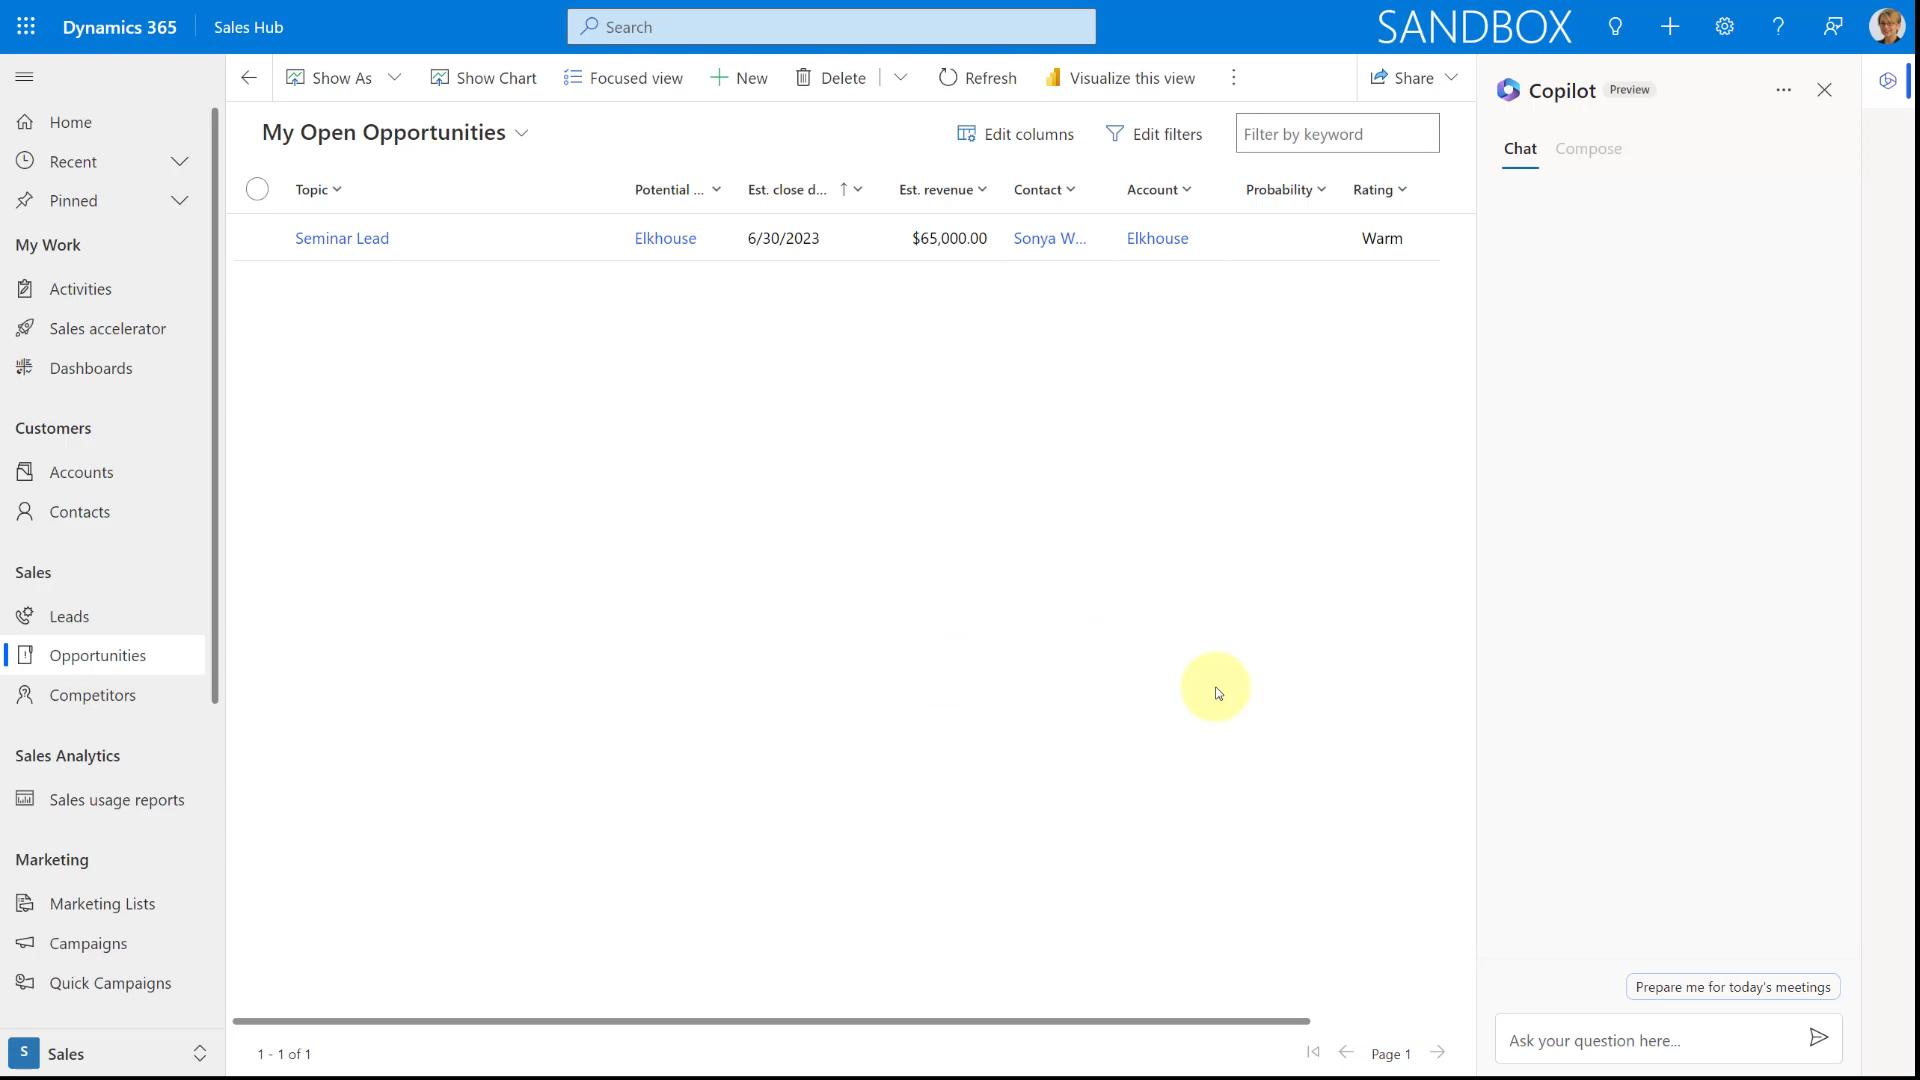 Dynamics 365
Sales Hub
Search
SANDBOX
Show As
Show Chart
Focused view
New
Delete
Refresh
Visualize this view
Share
Copilot
Preview
Home
Recent
Pinned
My Work
Activities
Sales accelerator
Dashboards
Customers
Accounts
Contacts
Sales
Leads
Opportunities
Competitors
Sales Analytics
Sales usage reports
Marketing
Marketing Lists
Campaigns
Quick Campaigns
S
Sales
My Open Opportunities
Edit columns
Edit filters
Filter by keyword
Topic
Potential ...
Est. close d...
Est. revenue
Contact
Account
Probability
Rating
Seminar Lead
Elkhouse
6/30/2023
$65,000.00
Sonya W...
Elkhouse
Warm
1 - 1 of 1
Page 1
Chat
Compose
Prepare me for today's meetings
Ask your question here...